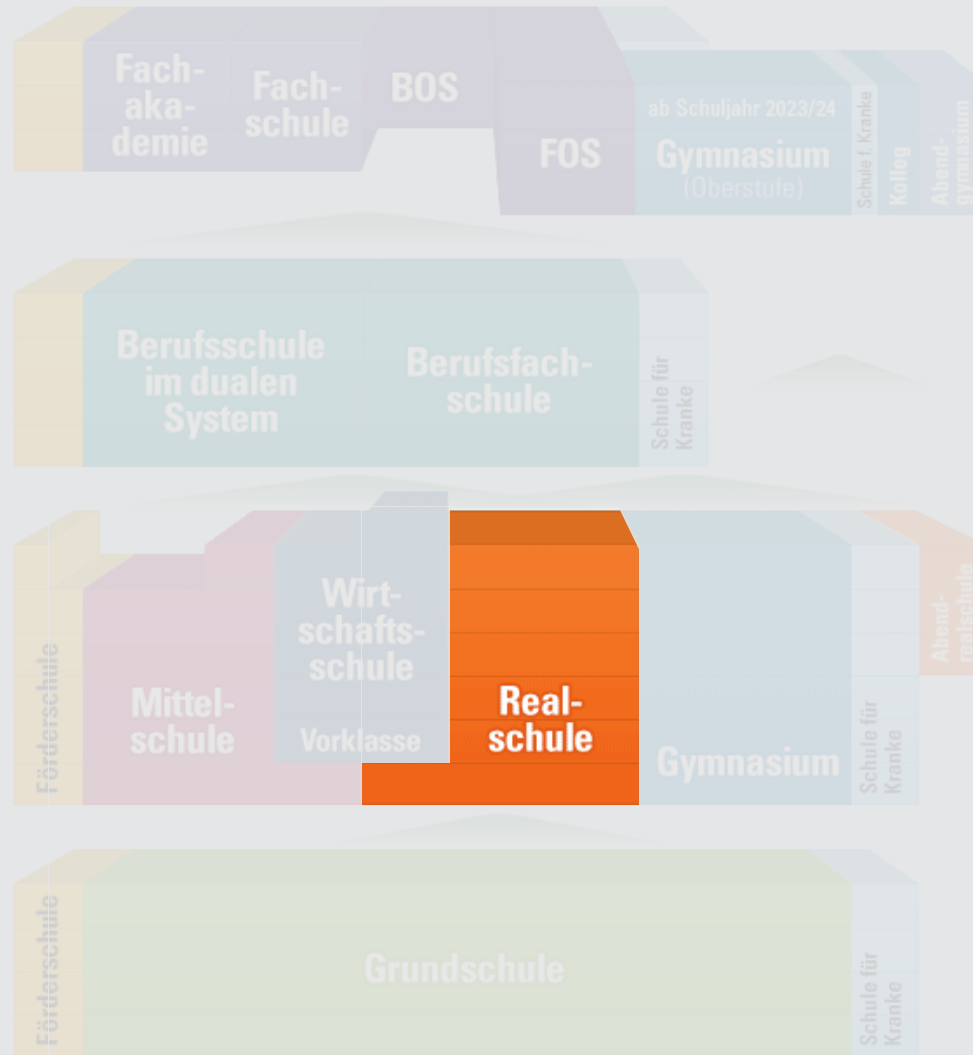 Fach-
aka-
demie
Fach-
schule
BOS
FOS
ab Schuljahr 2023/24
Gymnasium
(Oberstufe)
Schule f. Kranke
Kolleg
Abend-
gymnasium
Berufsschule
im dualen
System
Berufsfach-
schule
Schule für
Kranke
Förderschule
Mittel-
schule
Wirt-
schafts-
schule
Vorklasse
Real-
schule
Gymnasium
Schule für
Kranke
Abend-
realschule
Förderschule
Grundschule
Schule für
Kranke